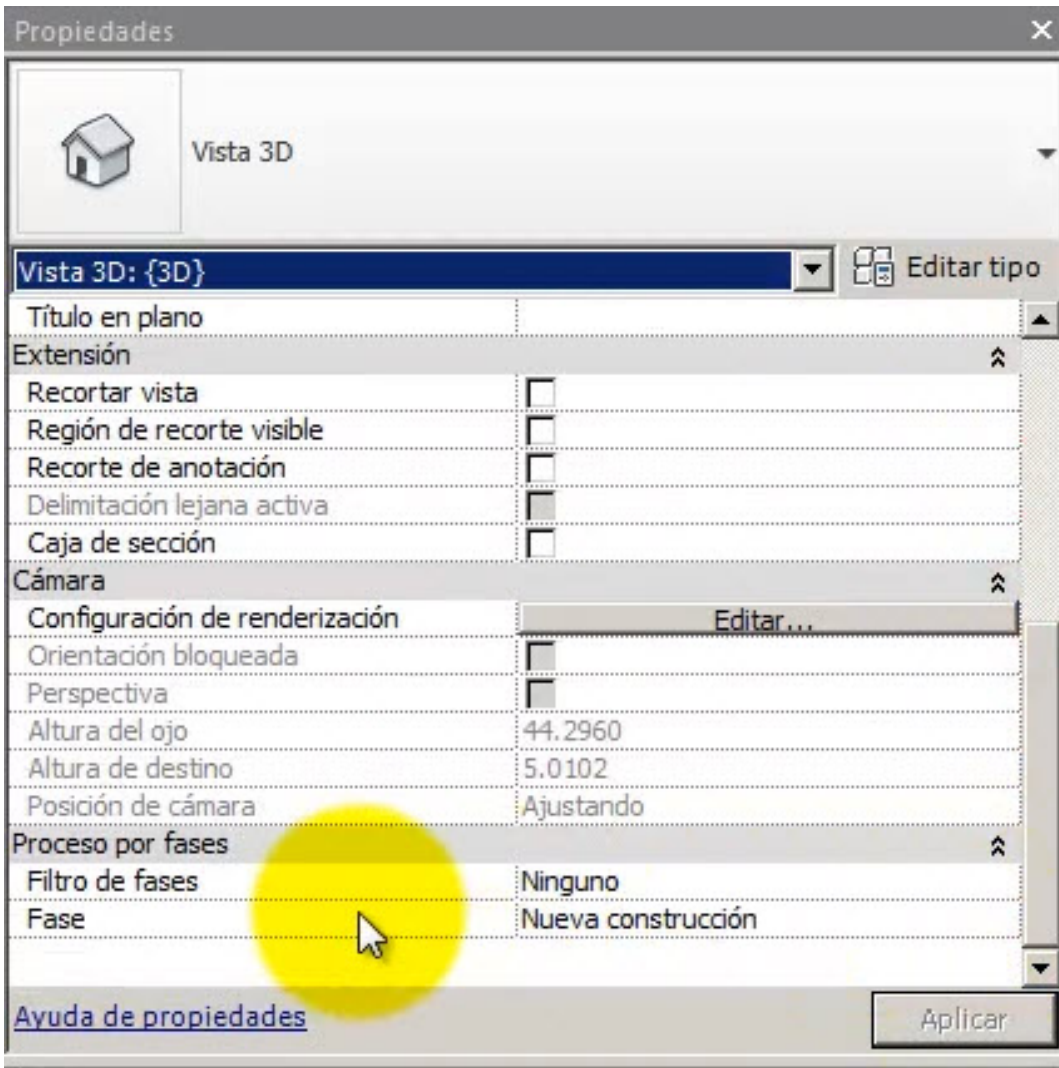 Propiedades
Vista 3D
Vista 3D: {3D}
Editar tipo
Título en plano
Extensión
Recortar vista
Región de recorte visible
Recorte de anotación
Delimitación lejana activa
Caja de sección
Cámara
Configuración de renderización Editar...
Orientación bloqueada
Perspectiva
Altura del ojo 44.2960
Altura de destino 5.0102
Posición de cámara Ajustando
Proceso por fases
Filtro de fases Ninguno
Fase Nueva construcción
Ayuda de propiedades Aplicar